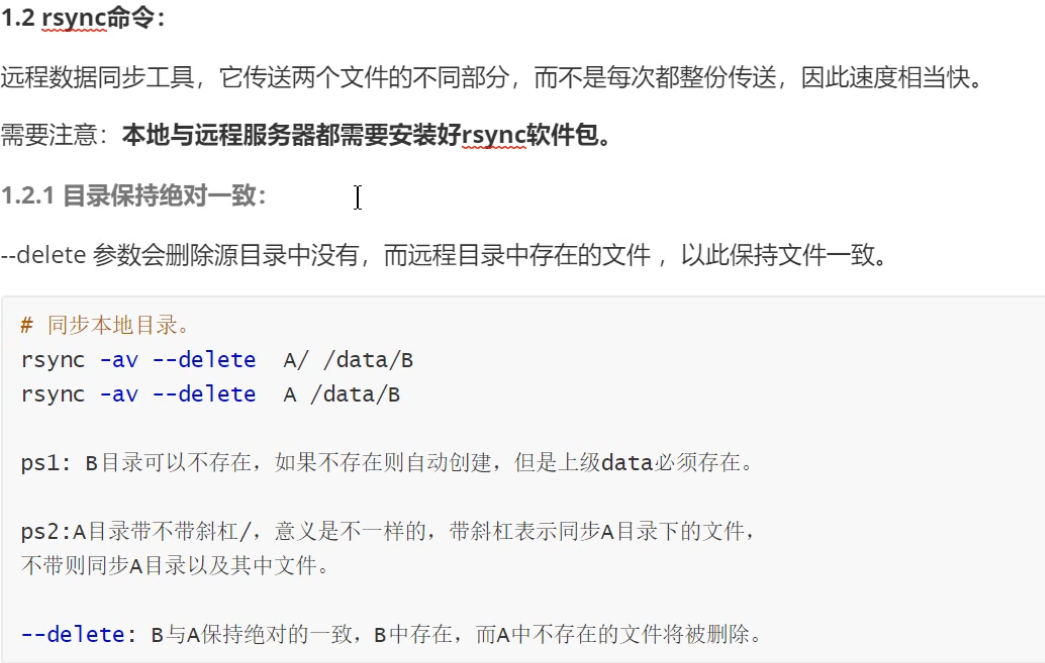 1.2 rsync命令：
远程数据同步工具，它传送两个文件的不同部分，而不是每次都整份传送，因此速度相当快。
需要注意：本地与远程服务器都需要安装好rsync软件包。
1.2.1 目录保持绝对一致：
--delete 参数会删除源目录中没有，而远程目录中存在的文件 ，以此保持文件一致。
# 同步本地目录。
rsync -av --delete  A/ /data/B
rsync -av --delete  A /data/B
ps1: B目录可以不存在，如果不存在则自动创建，但是上级data必须存在。
ps2:A目录带不带斜杠/，意义是不一样的，带斜杠表示同步A目录下的文件，
不带则同步A目录以及其中文件。
--delete: B与A保持绝对的一致，B中存在，而A中不存在的文件将被删除。